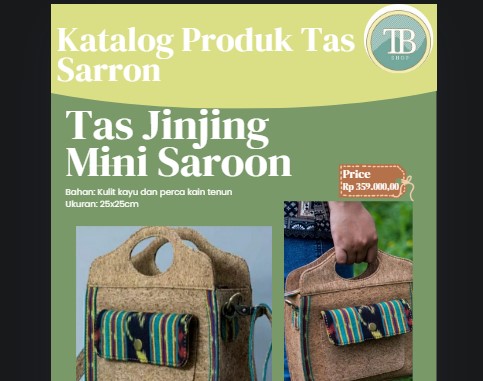 Katalog Produk Tas
Sarron
TB
SHOP
Tas Jinjing
Mini Saroon
Bahan: Kulit kayu dan perca kain tenun
Ukuran: 25x25cm
Price
Rp 359.000,00